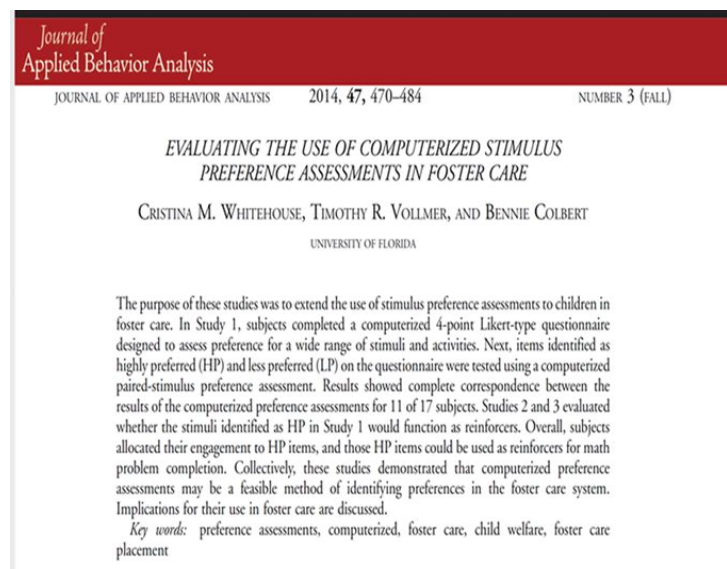 Journal of
Applied Behavior Analysis
JOURNAL OF APPLIED BEHAVIOR ANALYSIS 2014, 47, 470–484 NUMBER 3 (FALL)
EVALUATING THE USE OF COMPUTERIZED STIMULUS
PREFERENCE ASSESSMENTS IN FOSTER CARE
CRISTINA M. WHITEHOUSE, TIMOTHY R. VOLLMER, AND BENNIE COLBERT
UNIVERSITY OF FLORIDA
The purpose of these studies was to extend the use of stimulus preference assessments to children in
foster care. In Study 1, subjects completed a computerized 4-point Likert-type questionnaire
designed to assess preference for a wide range of stimuli and activities. Next, items identified as
highly preferred (HP) and less preferred (LP) on the questionnaire were tested using a computerized
paired-stimulus preference assessment. Results showed complete correspondence between the
results of the computerized preference assessments for 11 of 17 subjects. Studies 2 and 3 evaluated
whether the stimuli identified as HP in Study 1 would function as reinforcers. Overall, subjects
allocated their engagement to HP items, and those HP items could be used as reinforcers for math
problem completion. Collectively, these studies demonstrated that computerized preference
assessments may be a feasible method of identifying preferences in the foster care system.
Implications for their use in foster care are discussed.
Key words: preference assessments, computerized, foster care, child welfare, foster care
placement